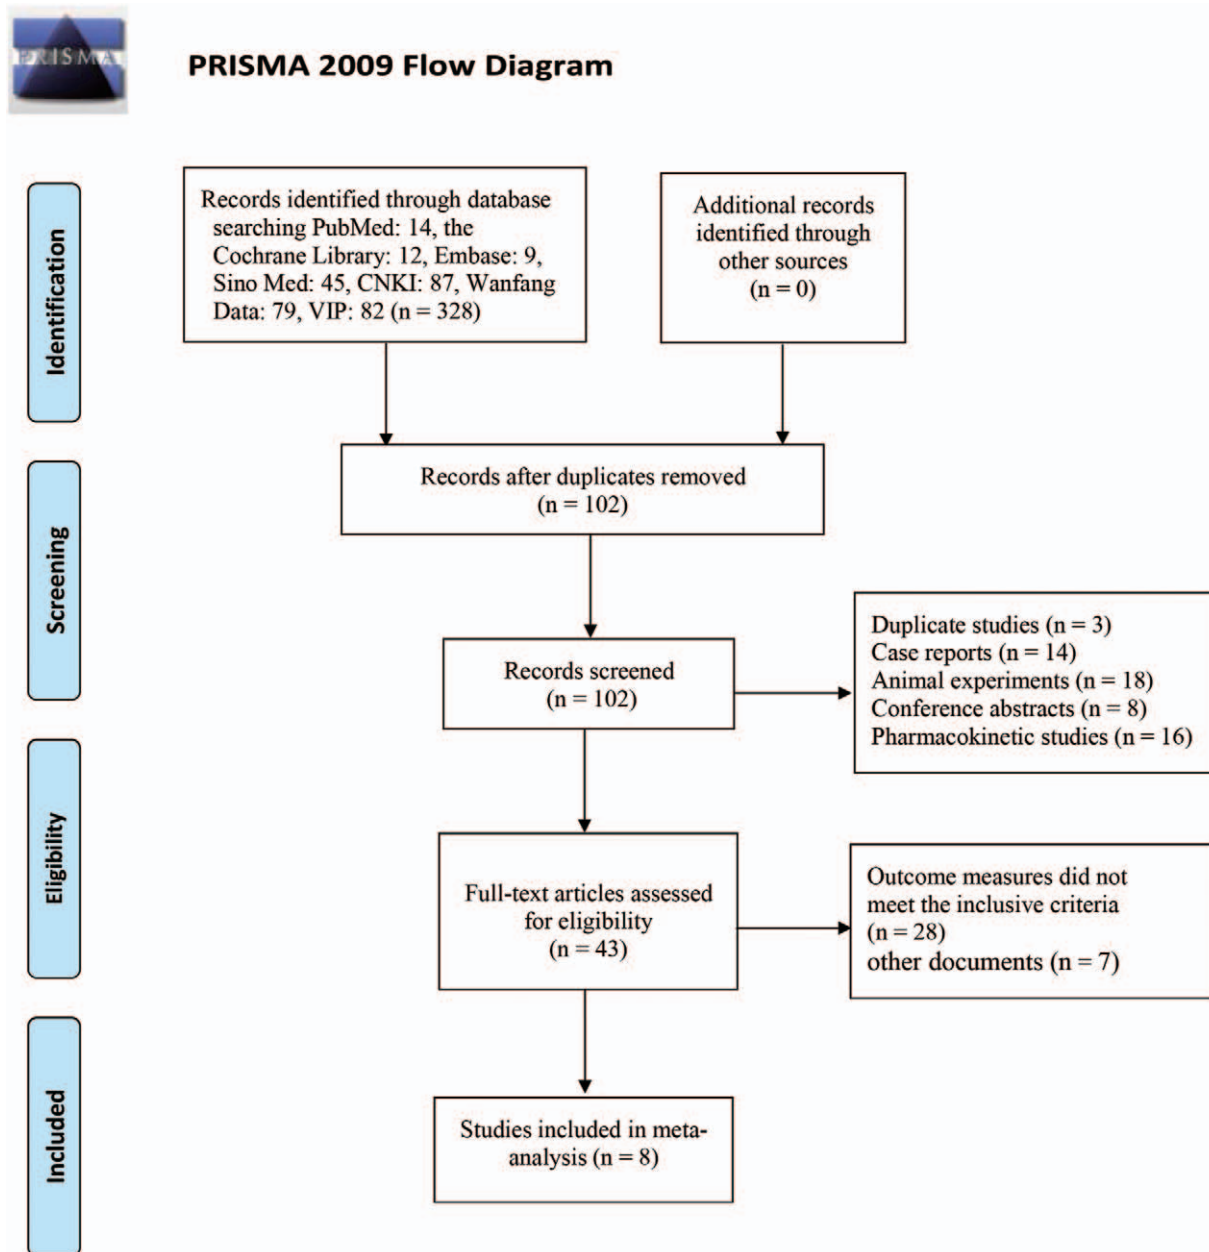 PRISMA
PRISMA 2009 Flow Diagram
Identification
Records identified through database
searching PubMed: 14, the
Cochrane Library: 12, Embase: 9,
Sino Med: 45, CNKI: 87, Wanfang
Data: 79, VIP: 82 (n = 328)
Additional records
identified through
other sources
(n = 0)
Records after duplicates removed
(n = 102)
Screening
Records screened
(n = 102)
Duplicate studies (n = 3)
Case reports (n = 14)
Animal experiments (n = 18)
Conference abstracts (n = 8)
Pharmacokinetic studies (n = 16)
Eligibility
Full-text articles assessed
for eligibility
(n = 43)
Outcome measures did not
meet the inclusive criteria
(n = 28)
other documents (n = 7)
Included
Studies included in meta-
analysis (n = 8)